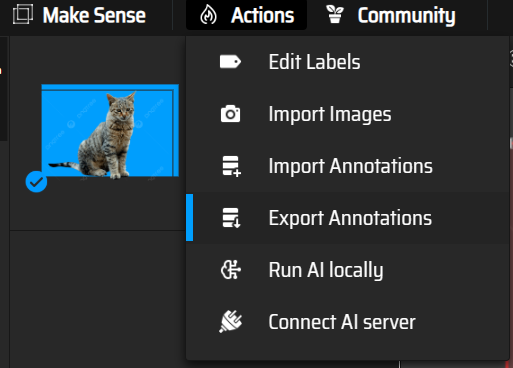 Make Sense
Actions
Community
Edit Labels
Import Images
Import Annotations
Export Annotations
Run AI locally
Connect AI server